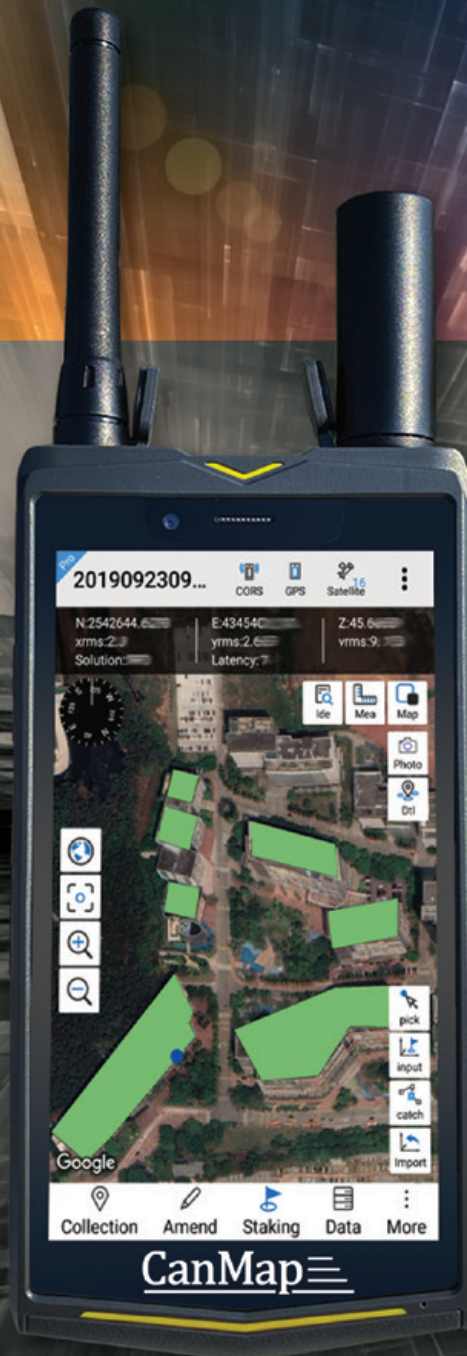 Pro
2019092309...
CORS
GPS
16
Satellite
N:2542644.6
E:43454
Z:45.6
xrms:2.
yrms:2.6
vrms:9.
Solution:
Latency:
Ide
Mea
Map
Photo
Dtl
pick
input
catch
Import
Google
Collection
Amend
Staking
Data
More
CanMap